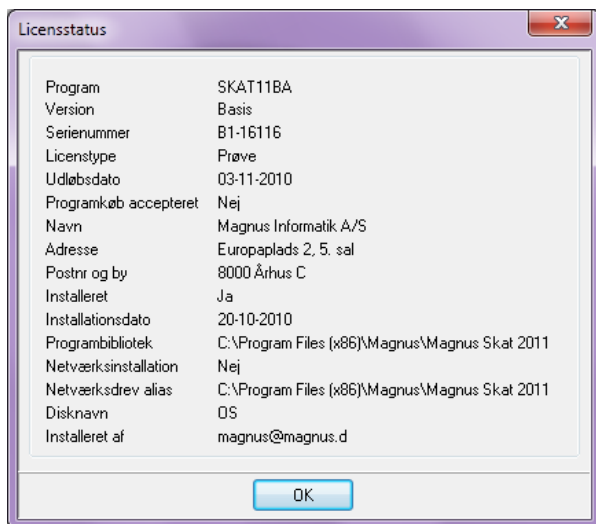 Licensstatus
Program SKAT11BA
Version Basis
Serienummer B1-16116
Licenstype Prøve
Udløbsdato 03-11-2010
Programkøb accepteret Nej
Navn Magnus Informatik A/S
Adresse Europaplads 2, 5. sal
Postnr og by 8000 Århus C
Installeret Ja
Installationsdato 20-10-2010
Programbibliotek C:\Program Files (x86)\Magnus\Magnus Skat 2011
Netværksinstallation Nej
Netværksdrev alias C:\Program Files (x86)\Magnus\Magnus Skat 2011
Disknavn OS
Installeret af magnus@magnus.d
OK